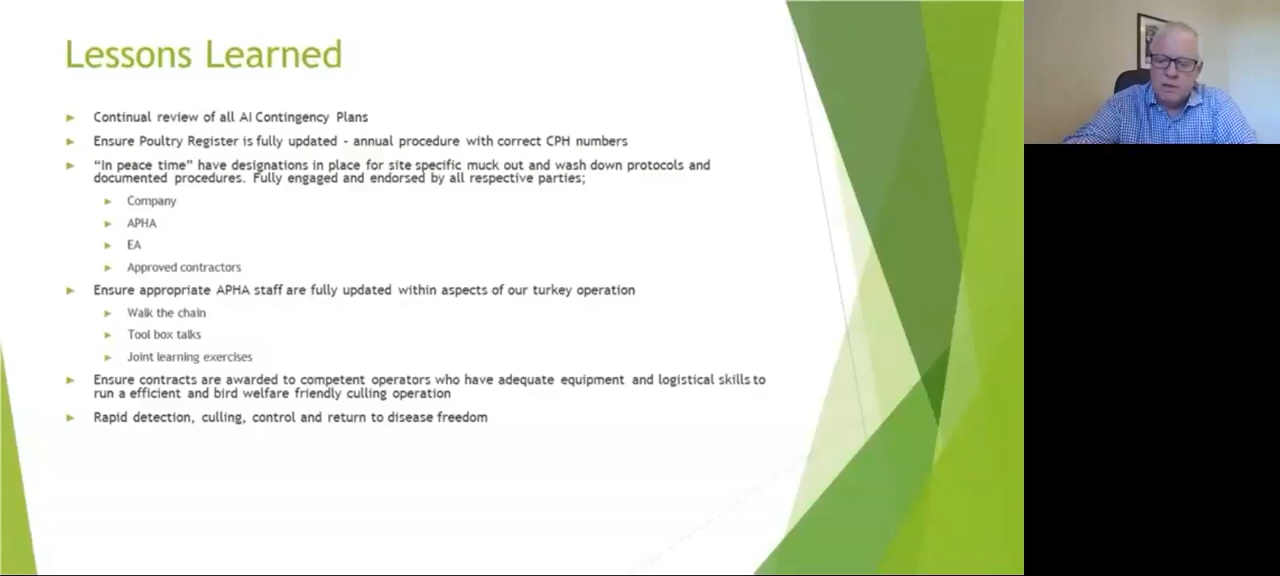 Lessons Learned
Continual review of all AI Contingency Plans
Ensure Poultry Register is fully updated - annual procedure with correct CPH numbers
“In peace time” have designations in place for site specific muck out and wash down protocols and
documented procedures. Fully engaged and endorsed by all respective parties;
Company
APHA
EA
Approved contractors
Ensure appropriate APHA staff are fully updated within aspects of our turkey operation
Walk the chain
Tool box talks
Joint learning exercises
Ensure contracts are awarded to competent operators who have adequate equipment and logistical skills to
run a efficient and bird welfare friendly culling operation
Rapid detection, culling, control and return to disease freedom